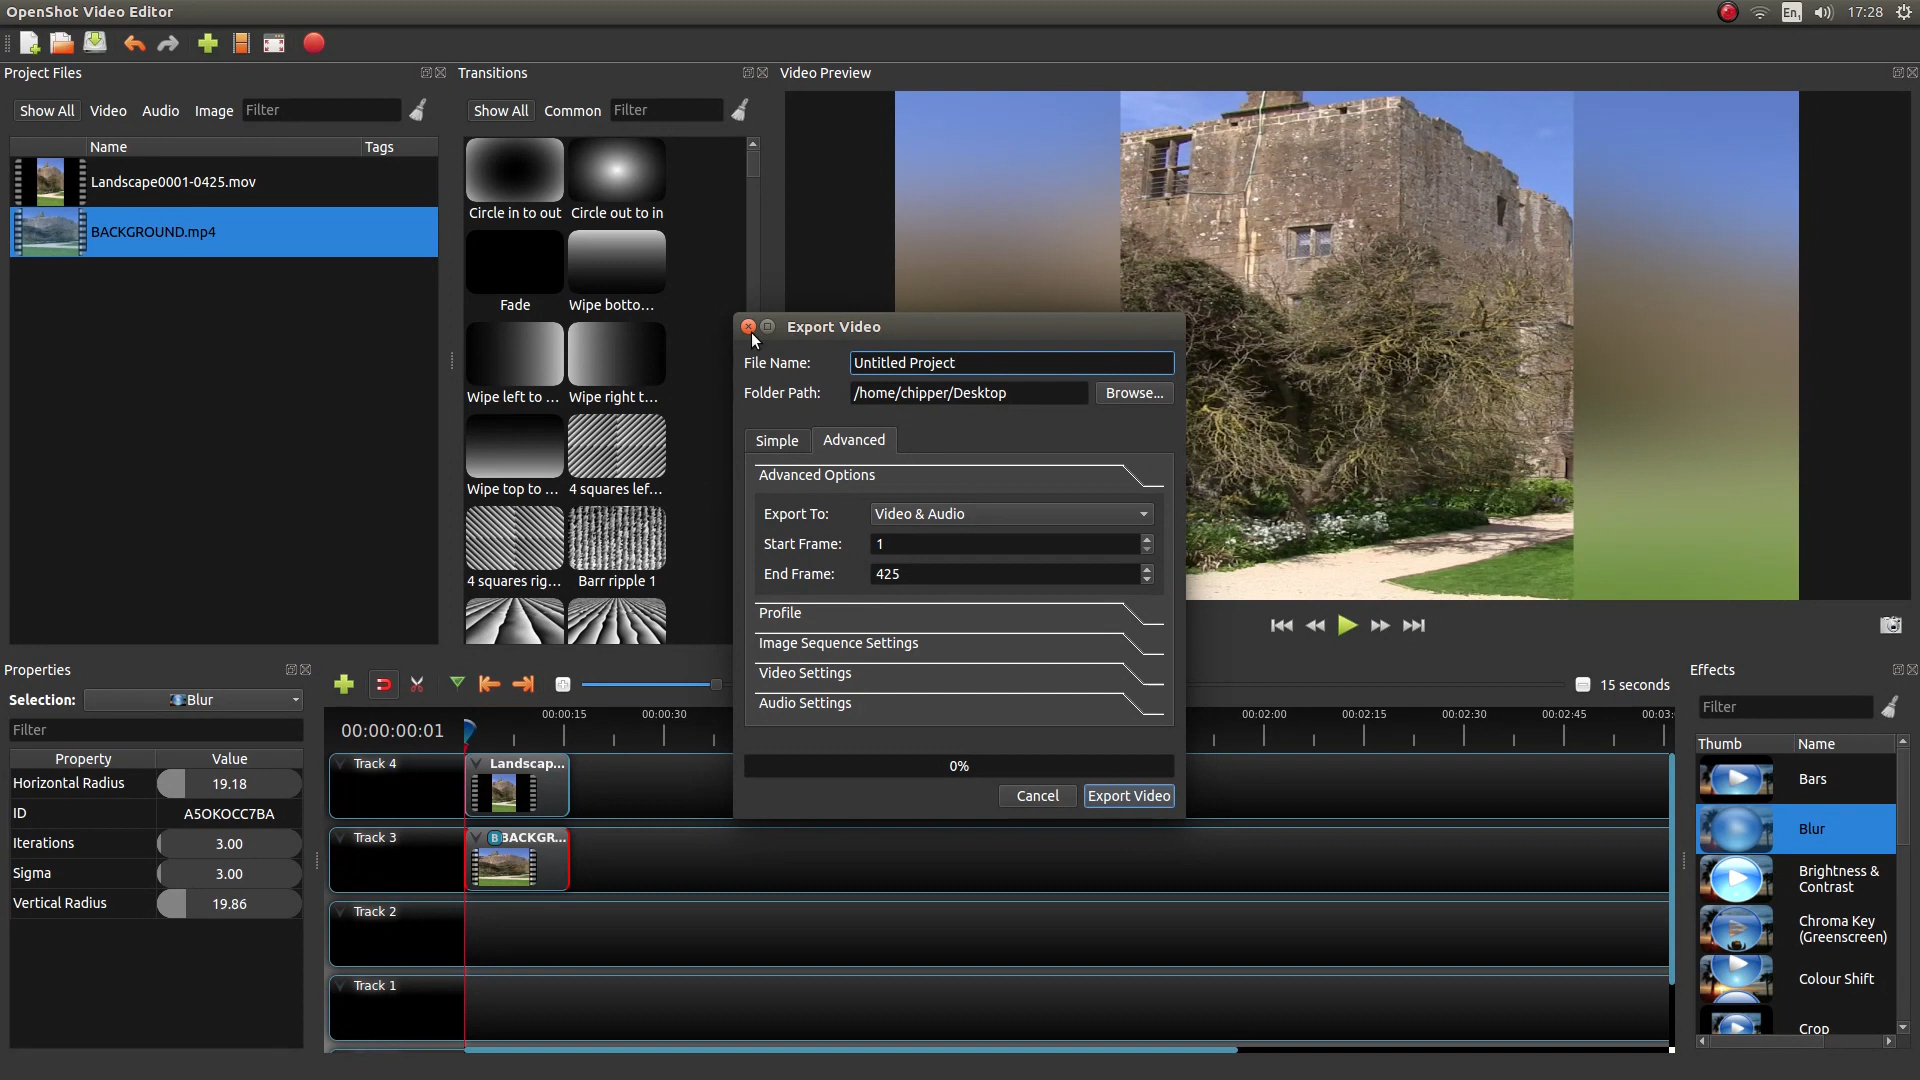 OpenShot Video Editor
En₁
17:28
Project Files
Transitions
Video Preview
Show All
Video
Audio
Image
Filter
Show All
Common
Filter
Name
Tags
Landscape0001-0425.mov
BACKGROUND.mp4
Circle in to out
Circle out to in
Fade
Wipe botto...
Wipe left to ...
Wipe right t...
Wipe top to ...
4 squares lef...
4 squares rig...
Barr ripple 1
Export Video
File Name:
Untitled Project
Folder Path:
/home/chipper/Desktop
Browse...
Simple
Advanced
Advanced Options
Export To:
Video & Audio
Start Frame:
1
End Frame:
425
Profile
Image Sequence Settings
Video Settings
Audio Settings
0%
Cancel
Export Video
Properties
Selection:
Blur
Filter
Property
Value
Horizontal Radius
19.18
ID
A5OKOCC7BA
Iterations
3.00
Sigma
3.00
Vertical Radius
19.86
15 seconds
00:00:00:01
00:00:15
00:00:30
00:02:00
00:02:15
00:02:30
00:02:45
00:03:
Track 4
Landscap...
Track 3
B
BACKGR...
Track 2
Track 1
Effects
Filter
Thumb
Name
Bars
Blur
Brightness &
Contrast
Chroma Key
(Greenscreen)
Colour Shift
Crop